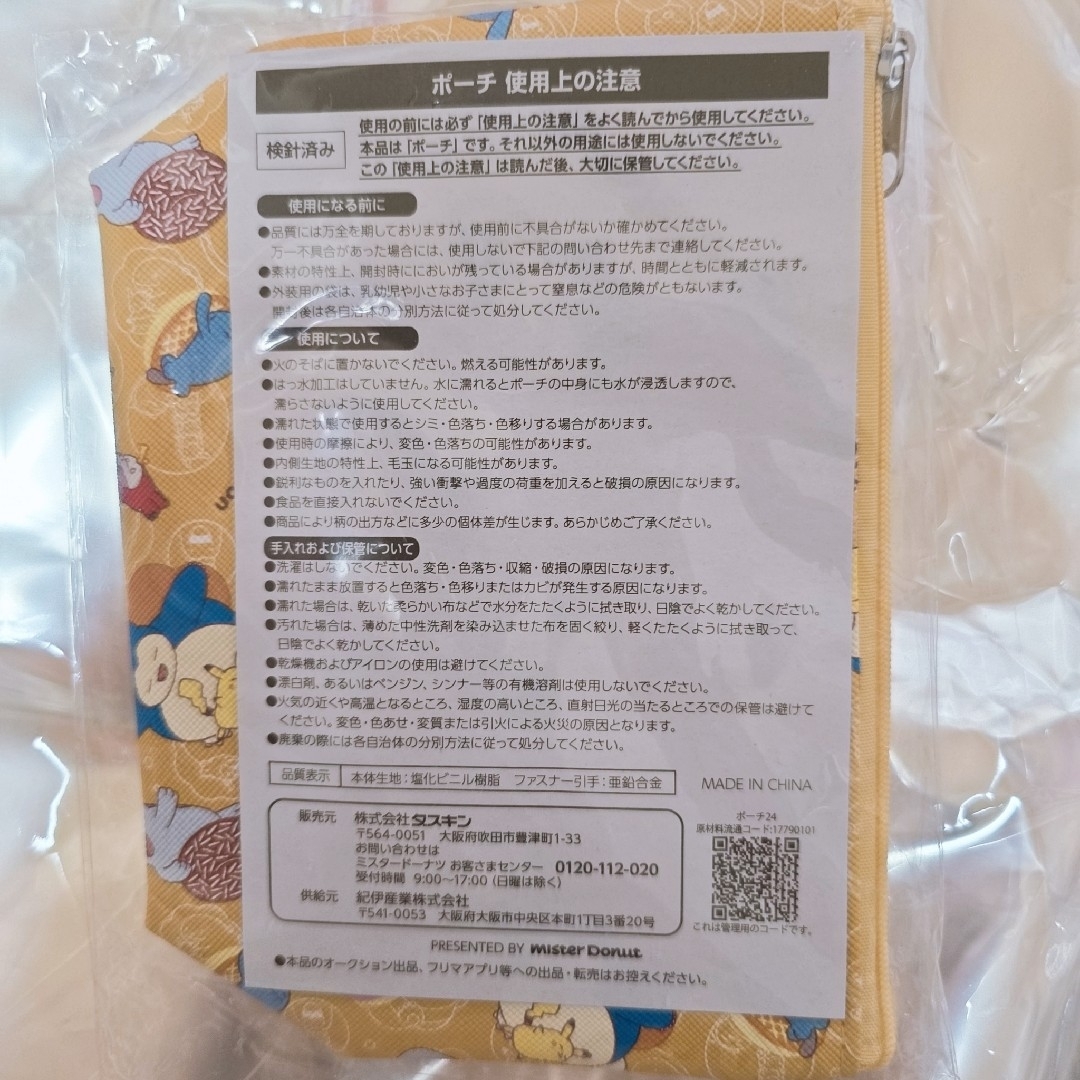 ポーチ 使用上の注意
検針済み
使用の前には必ず「使用上の注意」をよく読んでから使用してください。
本品は「ポーチ」です。それ以外の用途には使用しないでください。
この「使用上の注意」は読んだ後、大切に保管してください。
使用になる前に
●品質には万全を期しておりますが、使用前に不具合がないか確かめてください。
万一不具合があった場合には、使用しないで下記の問い合わせ先まで連絡してください。
●素材の特性上、開封時ににおいが残っている場合がありますが、時間とともに軽減されます。
●外装用の袋は、乳幼児や小さなお子さまにとって窒息などの危険がともないます。
開封後は各自治体の分別方法に従って処分してください。
使用について
●火のそばに置かないでください。燃える可能性があります。
●はっ水加工はしていません。水に濡れるとポーチの中身にも水が浸透しますので、
濡らさないように使用してください。
●濡れた状態で使用するとシミ・色落ち・色移りする場合があります。
●使用時の摩擦により、変色・色落ちの可能性があります。
●内側生地の特性上、毛玉になる可能性があります。
●鋭利なものを入れたり、強い衝撃や過度の荷重を加えると破損の原因になります。
●食品を直接入れないでください。
●商品により柄の出方などに多少の個体差が生じます。あらかじめご了承ください。
手入れおよび保管について
●洗濯はしないでください。変色・色落ち・収縮・破損の原因になります。
●濡れたまま放置すると色落ち・色移りまたはカビが発生する原因になります。
●濡れた場合は、乾いた柔らかい布などで水分をたたくように拭き取り、日陰でよく乾かしてください。
●汚れた場合は、薄めた中性洗剤を染み込ませた布を固く絞り、軽くたたくように拭き取って、
日陰でよく乾かしてください。
●乾燥機およびアイロンの使用は避けてください。
●漂白剤、あるいはベンジン、シンナー等の有機溶剤は使用しないでください。
●火気の近くや高温となるところ、湿度の高いところ、直射日光の当たるところでの保管は避けて
ください。変色・色あせ・変質または引火による火災の原因となります。
●廃棄の際には各自治体の分別方法に従って処分してください。
品質表示 本体生地：塩化ビニル樹脂 ファスナー引手：亜鉛合金
MADE IN CHINA
販売元 株式会社ダスキン
〒564-0051 大阪府吹田市豊津町1-33
お問い合わせは
ミスタードーナツ お客さまセンター 0120-112-020
受付時間 9:00〜17:00（日曜は除く）
供給元 紀伊産業株式会社
〒541-0053 大阪府大阪市中央区本町1丁目3番20号
ポーチ24
原材料流通コード:17790101
これは管理用のコードです。
PRESENTED BY mister Donut
●本品のオークション出品、フリマアプリ等への出品・転売はお控えください。